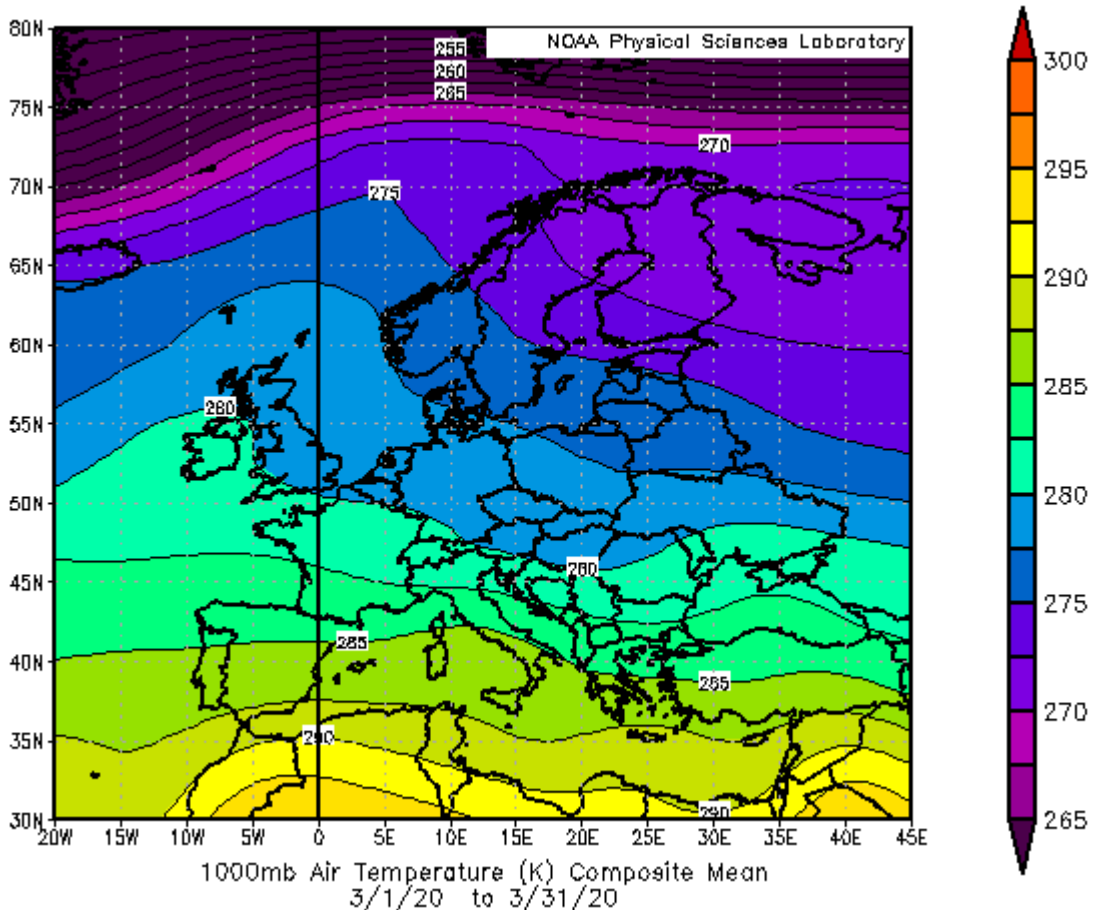 NOAA Physical Sciences Laboratory
80N
75N
70N
65N
60N
55N
50N
45N
40N
35N
30N
20W 15W 10W 5W 0 5E 10E 15E 20E 25E 30E 35E 40E 45E
255
260
265
270
275
280
280
285
285
290
290
300
295
290
285
280
275
270
265
1000mb Air Temperature (K) Composite Mean
3/1/20 to 3/31/20